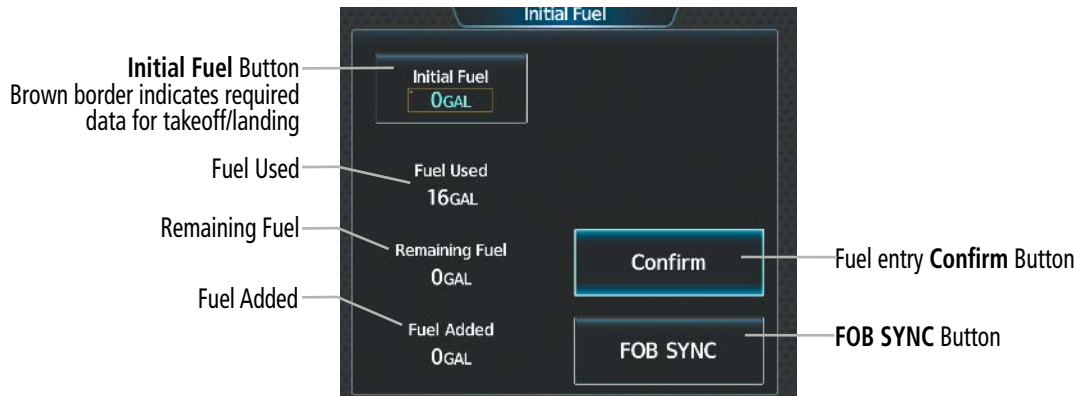 Initial Fuel
Initial Fuel Button
Brown border indicates required
data for takeoff/landing
Initial Fuel
0GAL
Fuel Used
Fuel Used
16GAL
Remaining Fuel
Remaining Fuel
0GAL
Confirm
Fuel entry Confirm Button
Fuel Added
Fuel Added
0GAL
FOB SYNC
FOB SYNC Button